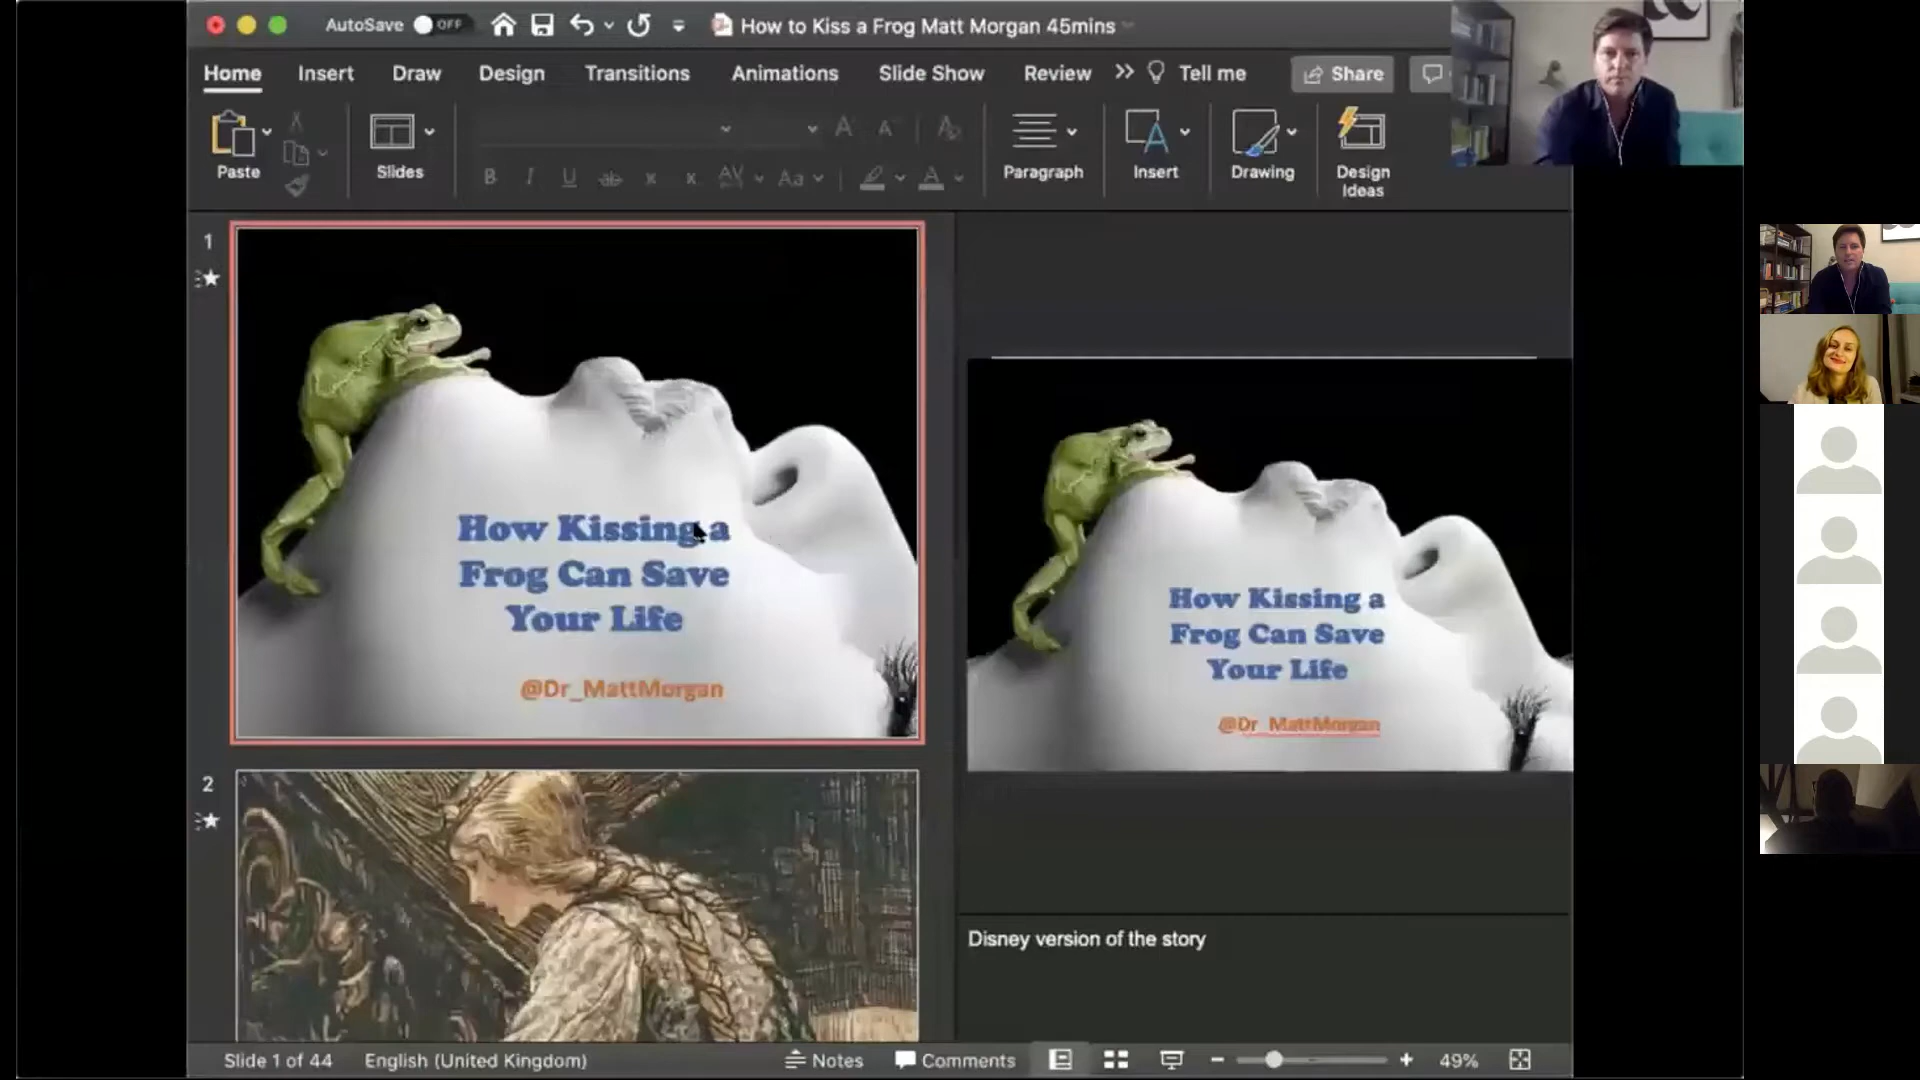 AutoSave OFF
How to Kiss a Frog Matt Morgan 45mins
Home Insert Draw Design Transitions Animations Slide Show Review Tell me Share
Paste
Slides
Paragraph
Insert
Drawing
Design
Ideas
1
How Kissing a
Frog Can Save
Your Life
@Dr_MattMorgan
2
How Kissing a
Frog Can Save
Your Life
@Dr_MattMorgan
Disney version of the story
Slide 1 of 44 English (United Kingdom) Notes Comments 49%